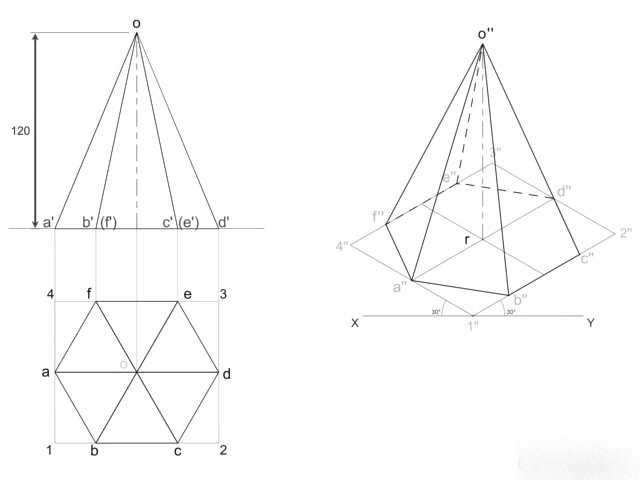 o
120
a' b' (f') c' (e') d'
4 f e 3
a o d
1 b c 2
o''
3''
e'' d''
f''
4'' r 2''
a'' c''
b''
30° 30°
X 1'' Y